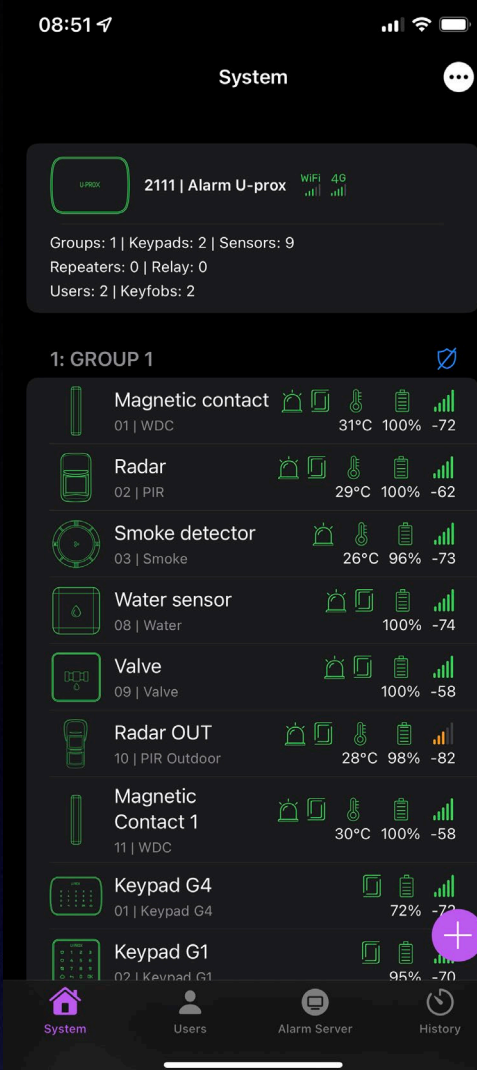 08:51
System
U-PROX
2111 | Alarm U-prox
WiFi 4G
Groups: 1 | Keypads: 2 | Sensors: 9
Repeaters: 0 | Relay: 0
Users: 2 | Keyfobs: 2
1: GROUP 1
Magnetic contact
01 | WDC 31°C 100% -72
Radar
02 | PIR 29°C 100% -62
Smoke detector
03 | Smoke 26°C 96% -73
Water sensor
08 | Water 100% -74
Valve
09 | Valve 100% -58
Radar OUT
10 | PIR Outdoor 28°C 98% -82
Magnetic
Contact 1
11 | WDC 30°C 100% -58
Keypad G4
01 | Keypad G4 72%
Keypad G1
02 | Keypad G1 95% -70
System Users Alarm Server History